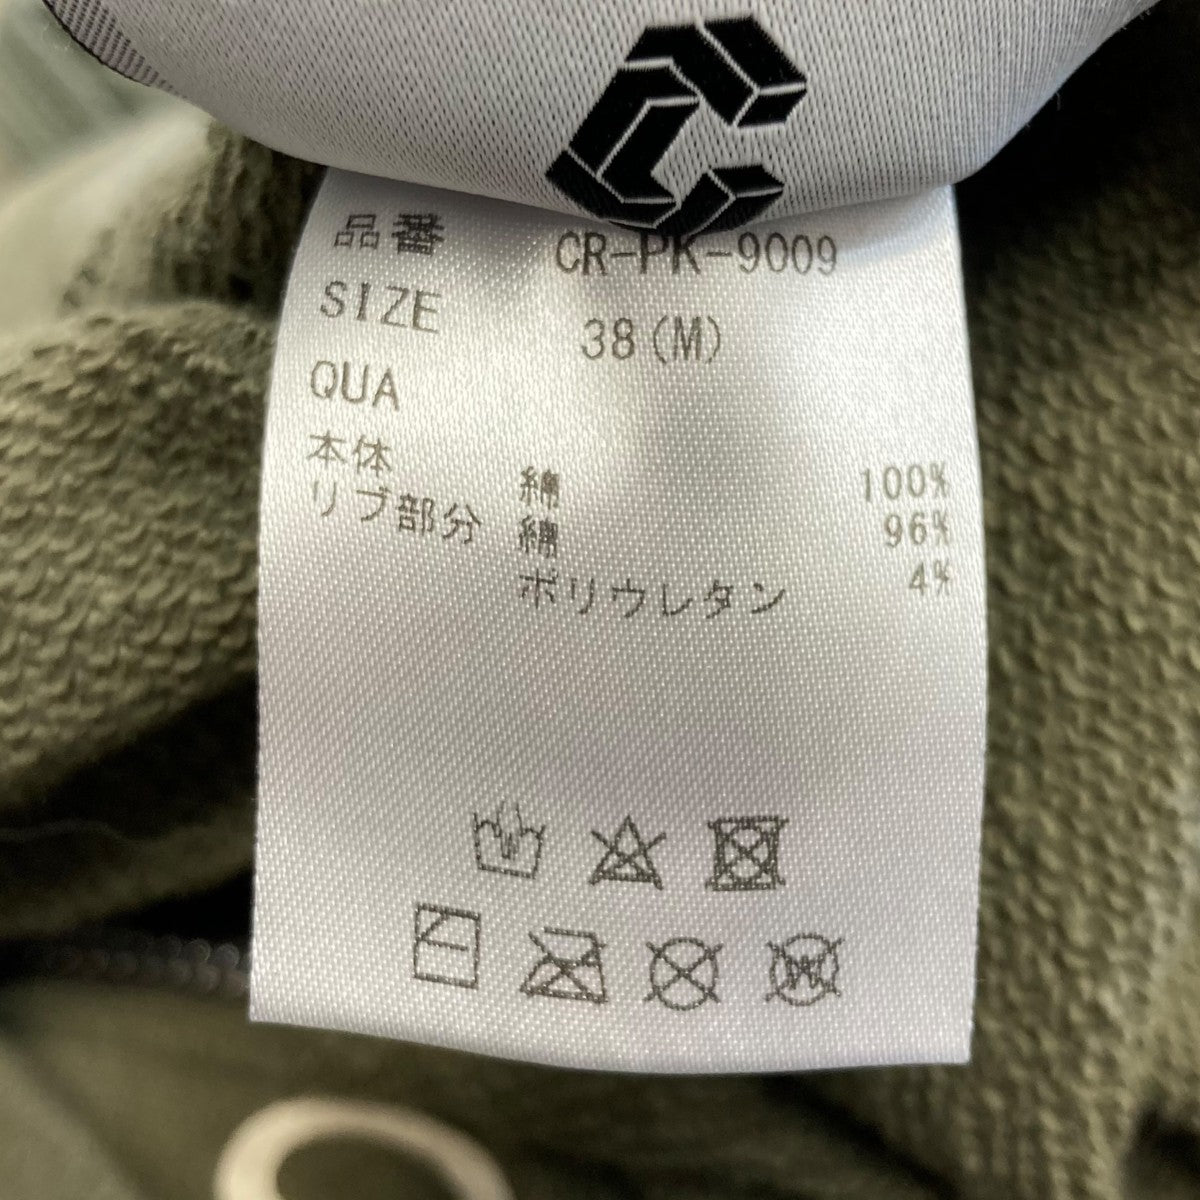 品番 CR-PK-9009
SIZE 38(M)
QUA
本体 綿 100%
リブ部分 綿 96%
ポリウレタン 4%